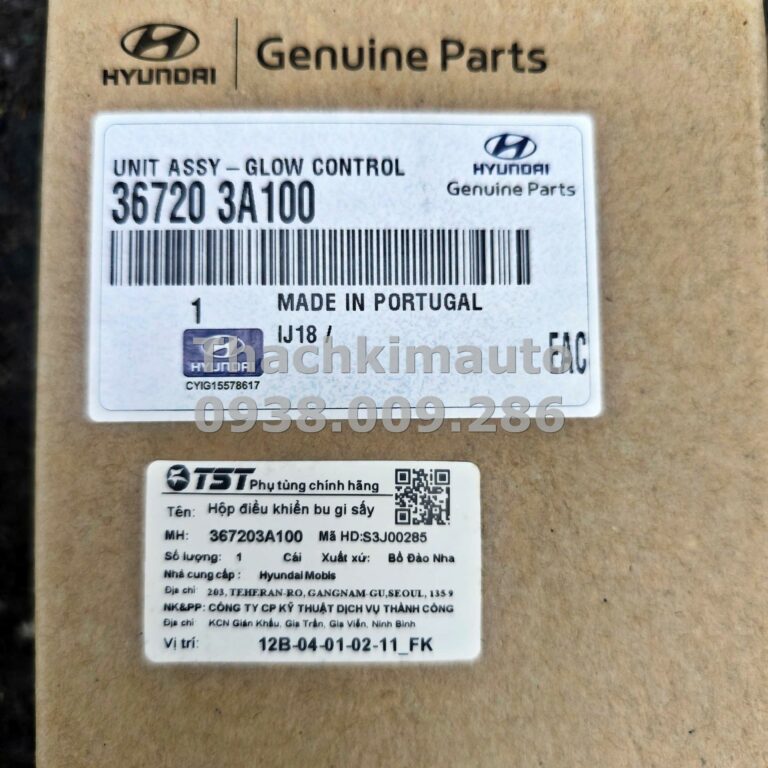 HYUNDAI
Genuine Parts
UNIT ASSY – GLOW CONTROL
36720 3A100
HYUNDAI
Genuine Parts
1 MADE IN PORTUGAL
IJ18 /
FAC
HYUNDAI
CYIG15578617
Thachkimauto
0938.009.286
TST Phụ tùng chính hãng
Tên: Hộp điều khiển bu gi sấy
MH: 367203A100 Mã HD:S3J00285
Số lượng: 1 Cái Xuất xứ: Bồ Đào Nha
Nhà cung cấp : Hyundai Mobis
Địa chỉ 203, TEHERAN-RO, GANGNAM-GU,SEOUL, 135 9
NK&PP: CÔNG TY CP KỸ THUẬT DỊCH VỤ THÀNH CÔNG
Địa chỉ KCN Gián Khẩu, Gia Trấn, Gia Viễn, Ninh Bình
Vị trí: 12B-04-01-02-11_FK